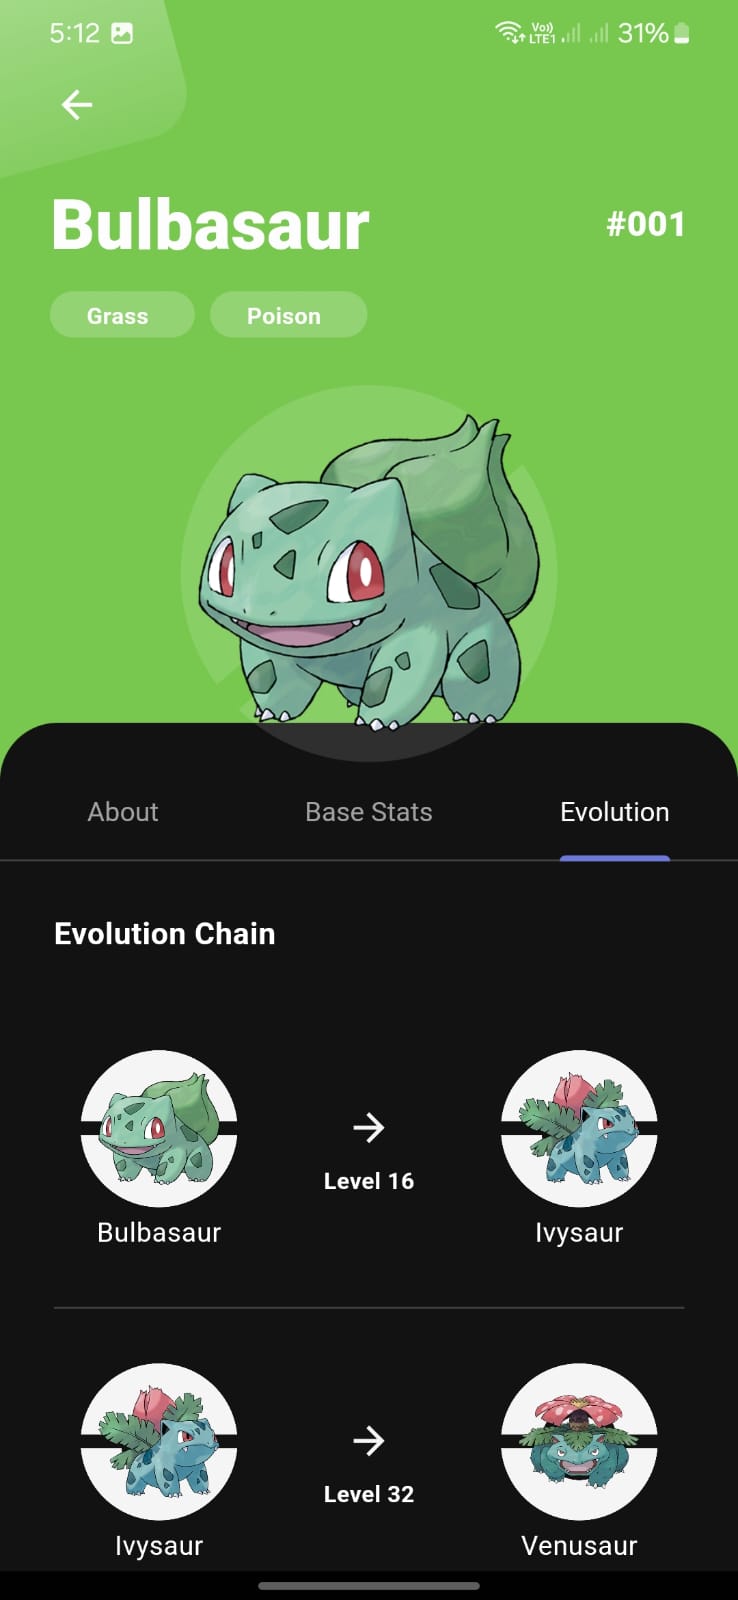 5:12 Vo)) LTE1 31%
Bulbasaur #001
Grass Poison
About Base Stats Evolution
Evolution Chain
Level 16
Bulbasaur Ivysaur
Level 32
Ivysaur Venusaur